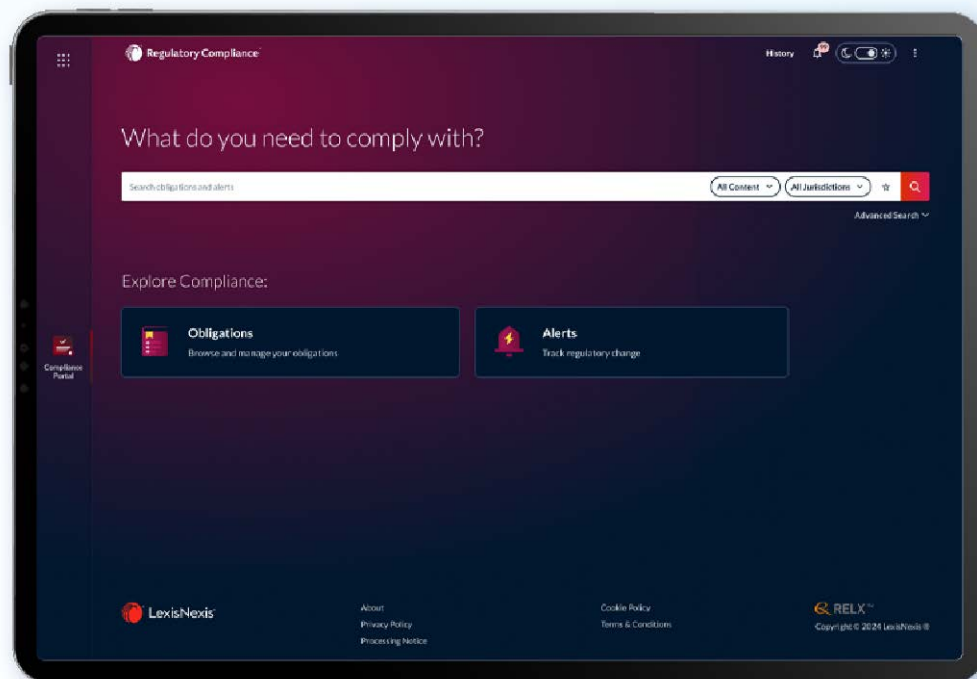 Regulatory Compliance
History
99
What do you need to comply with?
Search obligations and alerts
All Content
All Jurisdictions
Advanced Search
Explore Compliance:
Obligations
Browse and manage your obligations
Alerts
Track regulatory change
Compliance
Portal
LexisNexis®
About
Privacy Policy
Processing Notice
Cookie Policy
Terms & Conditions
RELX™
Copyright © 2024 LexisNexis ®